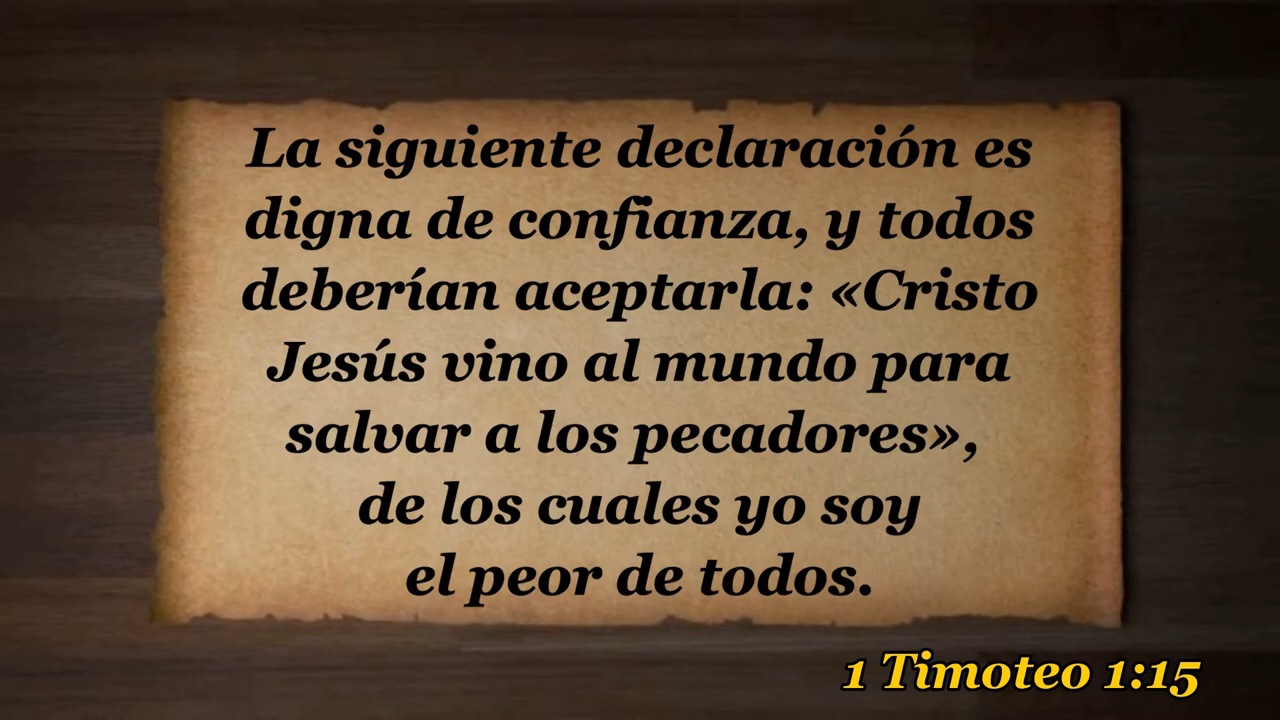 La siguiente declaración es
digna de confianza, y todos
deberían aceptarla: «Cristo
Jesús vino al mundo para
salvar a los pecadores»,
de los cuales yo soy
el peor de todos.
1 Timoteo 1:15